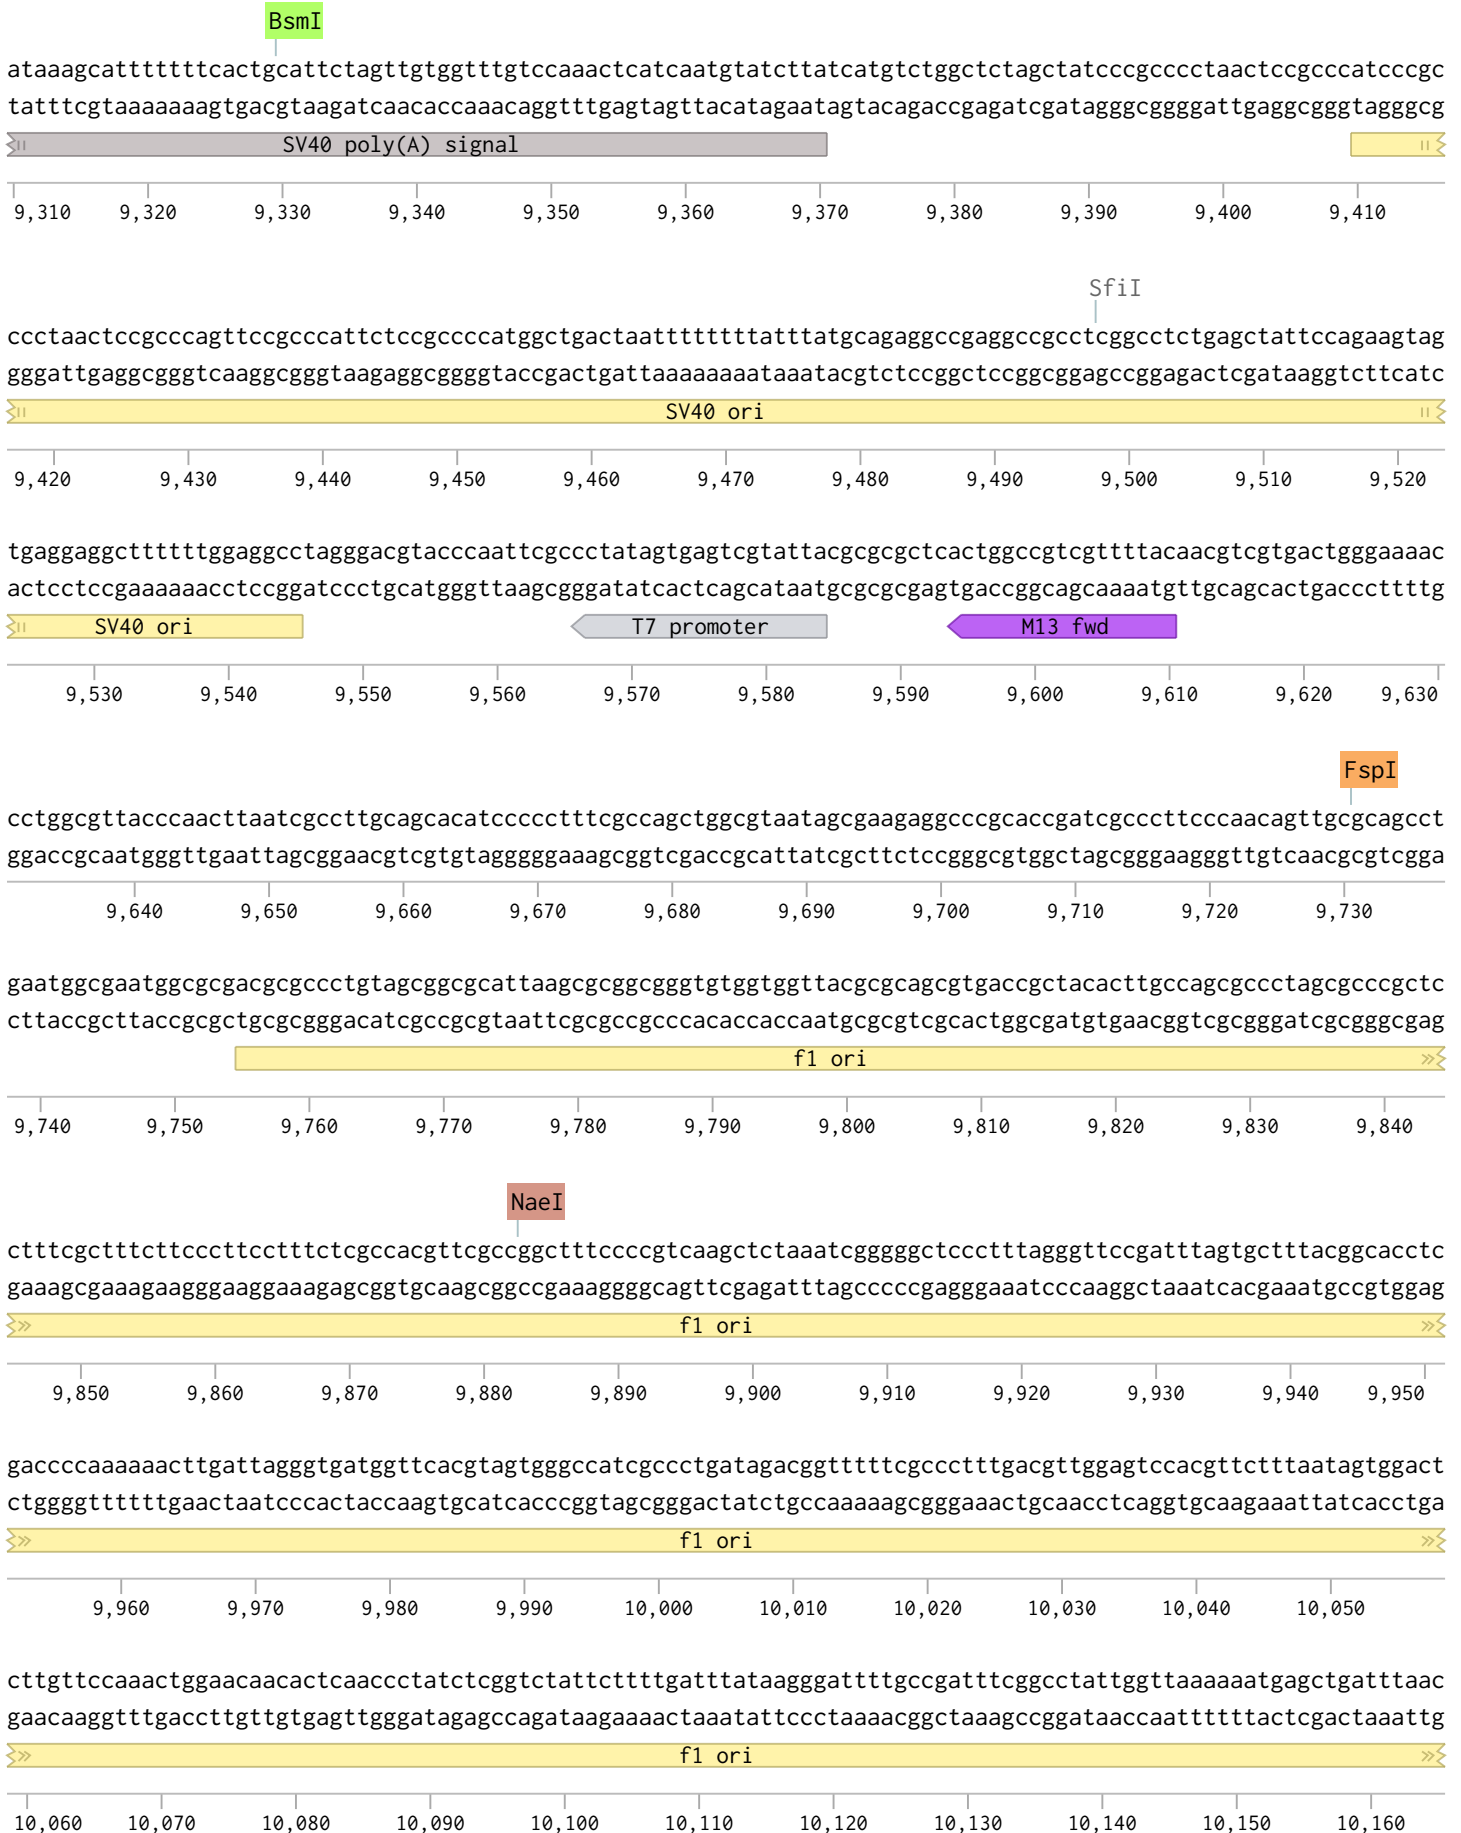 BsmI
ataaagcatttttttcactgcattctagttgtggtttgtccaaactcatcaatgtatcttatcatgtctggctctagctatcccgcccctaactccgcccatcccgc
tatttcgtaaaaaaagtgacgtaagatcaacaccaaacaggtttgagtagttacatagaatagtacagaccgagatcgatagggcggggattgaggcgggtagggcg
SV40 poly(A) signal
9,310 9,320 9,330 9,340 9,350 9,360 9,370 9,380 9,390 9,400 9,410
SfiI
ccctaactccgcccagttccgcccattctccgccccatggctgactaattttttttatttatgcagaggccgaggccgcctcggcctctgagctattccagaagtag
gggattgaggcgggtcaaggcgggtaagaggcggggtaccgactgattaaaaaaaataaatacgtctccggctccggcggagccggagactcgataaggtcttcatc
SV40 ori
9,420 9,430 9,440 9,450 9,460 9,470 9,480 9,490 9,500 9,510 9,520
tgaggaggcttttttggaggcctagggacgtacccaattcgccctatagtgagtcgtattacgcgcgctcactggccgtcgttttacaacgtcgtgactgggaaaac
actcctccgaaaaaacctccggatccctgcatgggttaagcgggatatcactcagcataatgcgcgcgagtgaccggcagcaaaatgttgcagcactgacccttttg
SV40 ori T7 promoter M13 fwd
9,530 9,540 9,550 9,560 9,570 9,580 9,590 9,600 9,610 9,620 9,630
FspI
cctggcgttacccaacttaatcgccttgcagcacatccccctttcgccagctggcgtaatagcgaagaggcccgcaccgatcgcccttcccaacagttgcgcagcct
ggaccgcaatgggttgaattagcggaacgtcgtgtagggggaaagcggtcgaccgcattatcgcttctccgggcgtggctagcgggaagggttgtcaacgcgtcgga
9,640 9,650 9,660 9,670 9,680 9,690 9,700 9,710 9,720 9,730
gaatggcgaatggcgcgacgcgccctgtagcggcgcattaagcgcggcgggtgtggtggttacgcgcagcgtgaccgctacacttgccagcgccctagcgcccgctc
cttaccgcttaccgcgctgcgcgggacatcgccgcgtaattcgcgccgcccacaccaccaatgcgcgtcgcactggcgatgtgaacggtcgcgggatcgcgggcgag
f1 ori
9,740 9,750 9,760 9,770 9,780 9,790 9,800 9,810 9,820 9,830 9,840
NaeI
ctttcgctttcttcccttcctttctcgccacgttcgccggctttccccgtcaagctctaaatcgggggctccctttagggttccgatttagtgctttacggcacctc
gaaagcgaaagaagggaaggaaagagcggtgcaagcggccgaaaggggcagttcgagatttagcccccgagggaaatcccaaggctaaatcacgaaatgccgtggag
f1 ori
9,850 9,860 9,870 9,880 9,890 9,900 9,910 9,920 9,930 9,940 9,950
gaccccaaaaaacttgattagggtgatggttcacgtagtgggccatcgccctgatagacggtttttcgccctttgacgttggagtccacgttctttaatagtggact
ctggggttttttgaactaatcccactaccaagtgcatcacccggtagcgggactatctgccaaaaagcgggaaactgcaacctcaggtgcaagaaattatcacctga
f1 ori
9,960 9,970 9,980 9,990 10,000 10,010 10,020 10,030 10,040 10,050
cttgttccaaactggaacaacactcaaccctatctcggtctattcttttgatttataagggattttgccgatttcggcctattggttaaaaaatgagctgatttaac
gaacaaggtttgaccttgttgtgagttgggatagagccagataagaaaactaaatattccctaaaacggctaaagccggataaccaattttttactcgactaaattg
f1 ori
10,060 10,070 10,080 10,090 10,100 10,110 10,120 10,130 10,140 10,150 10,160